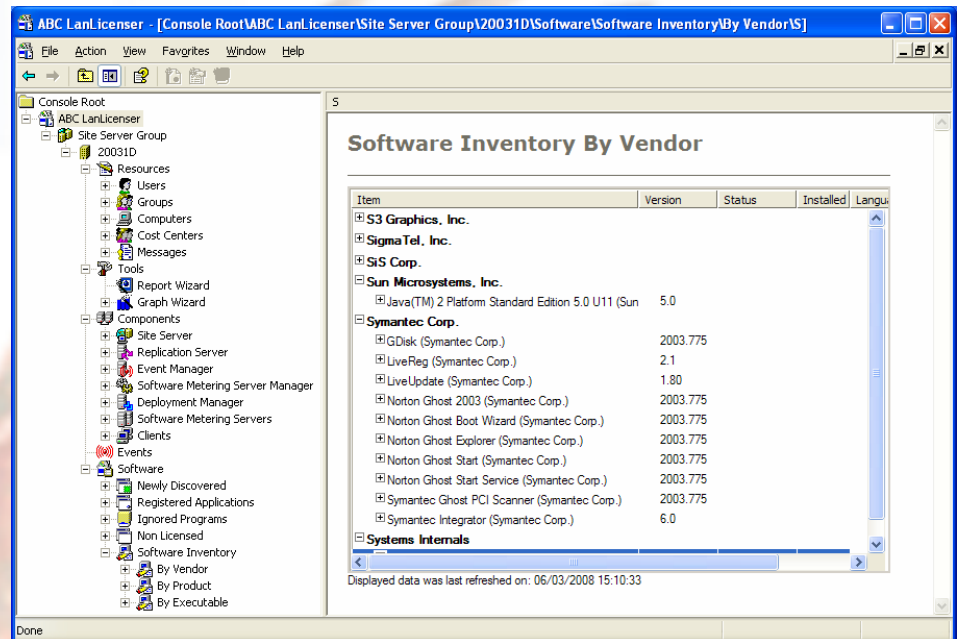 ABC LanLicenser - [Console Root\ABC LanLicenser\Site Server Group\20031D\Software\Software Inventory\By Vendor\S]
File Action View Favorites Window Help
Console Root
ABC LanLicenser
Site Server Group
20031D
Resources
Users
Groups
Computers
Cost Centers
Messages
Tools
Report Wizard
Graph Wizard
Components
Site Server
Replication Server
Event Manager
Software Metering Server Manager
Deployment Manager
Software Metering Servers
Clients
Events
Software
Newly Discovered
Registered Applications
Ignored Programs
Non Licensed
Software Inventory
By Vendor
By Product
By Executable
S
Software Inventory By Vendor
Item Version Status Installed Langu
S3 Graphics, Inc.
SigmaTel, Inc.
SiS Corp.
Sun Microsystems, Inc.
Java(TM) 2 Platform Standard Edition 5.0 U11 (Sun 5.0
Symantec Corp.
GDisk (Symantec Corp.) 2003.775
LiveReg (Symantec Corp.) 2.1
LiveUpdate (Symantec Corp.) 1.80
Norton Ghost 2003 (Symantec Corp.) 2003.775
Norton Ghost Boot Wizard (Symantec Corp.) 2003.775
Norton Ghost Explorer (Symantec Corp.) 2003.775
Norton Ghost Start (Symantec Corp.) 2003.775
Norton Ghost Start Service (Symantec Corp.) 2003.775
Symantec Ghost PCI Scanner (Symantec Corp.) 2003.775
Symantec Integrator (Symantec Corp.) 6.0
Systems Internals
Displayed data was last refreshed on: 06/03/2008 15:10:33
Done